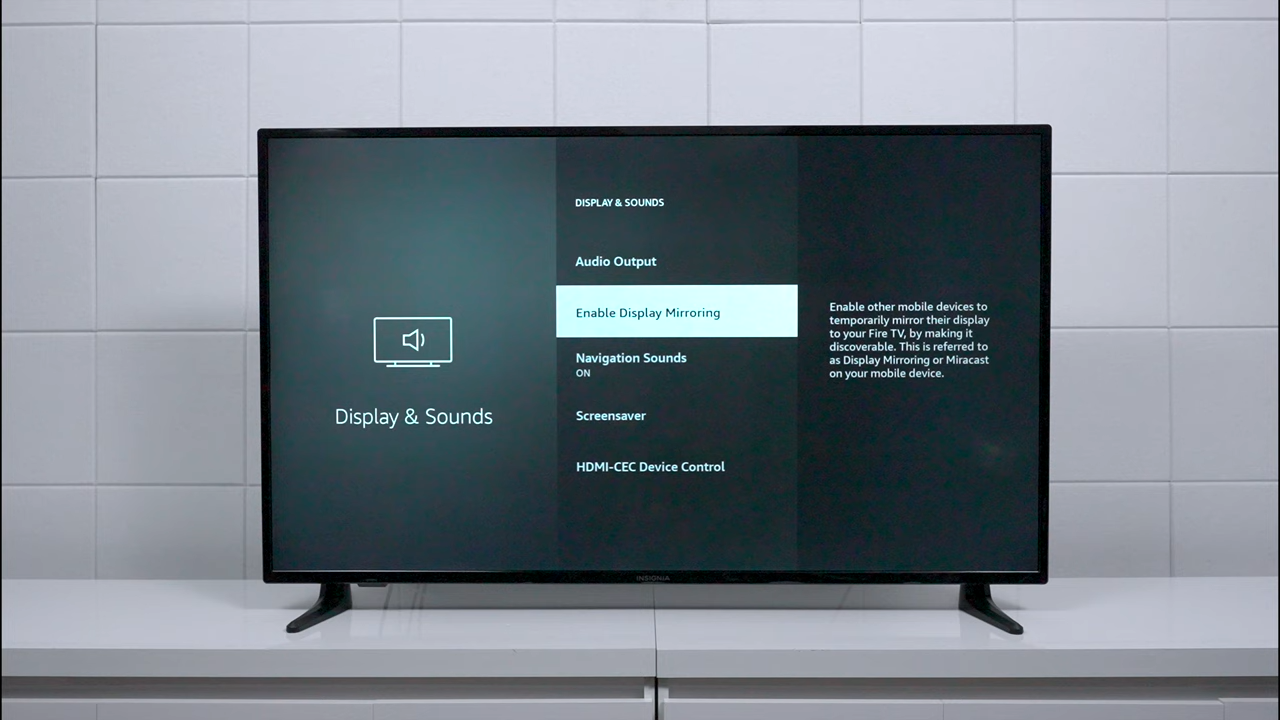 DISPLAY & SOUNDS
Audio Output
Enable Display Mirroring
Navigation Sounds
ON
Screensaver
HDMI-CEC Device Control
Display & Sounds
Enable other mobile devices to
temporarily mirror their display
to your Fire TV, by making it
discoverable. This is referred to
as Display Mirroring or Miracast
on your mobile device.
INSIGNIA